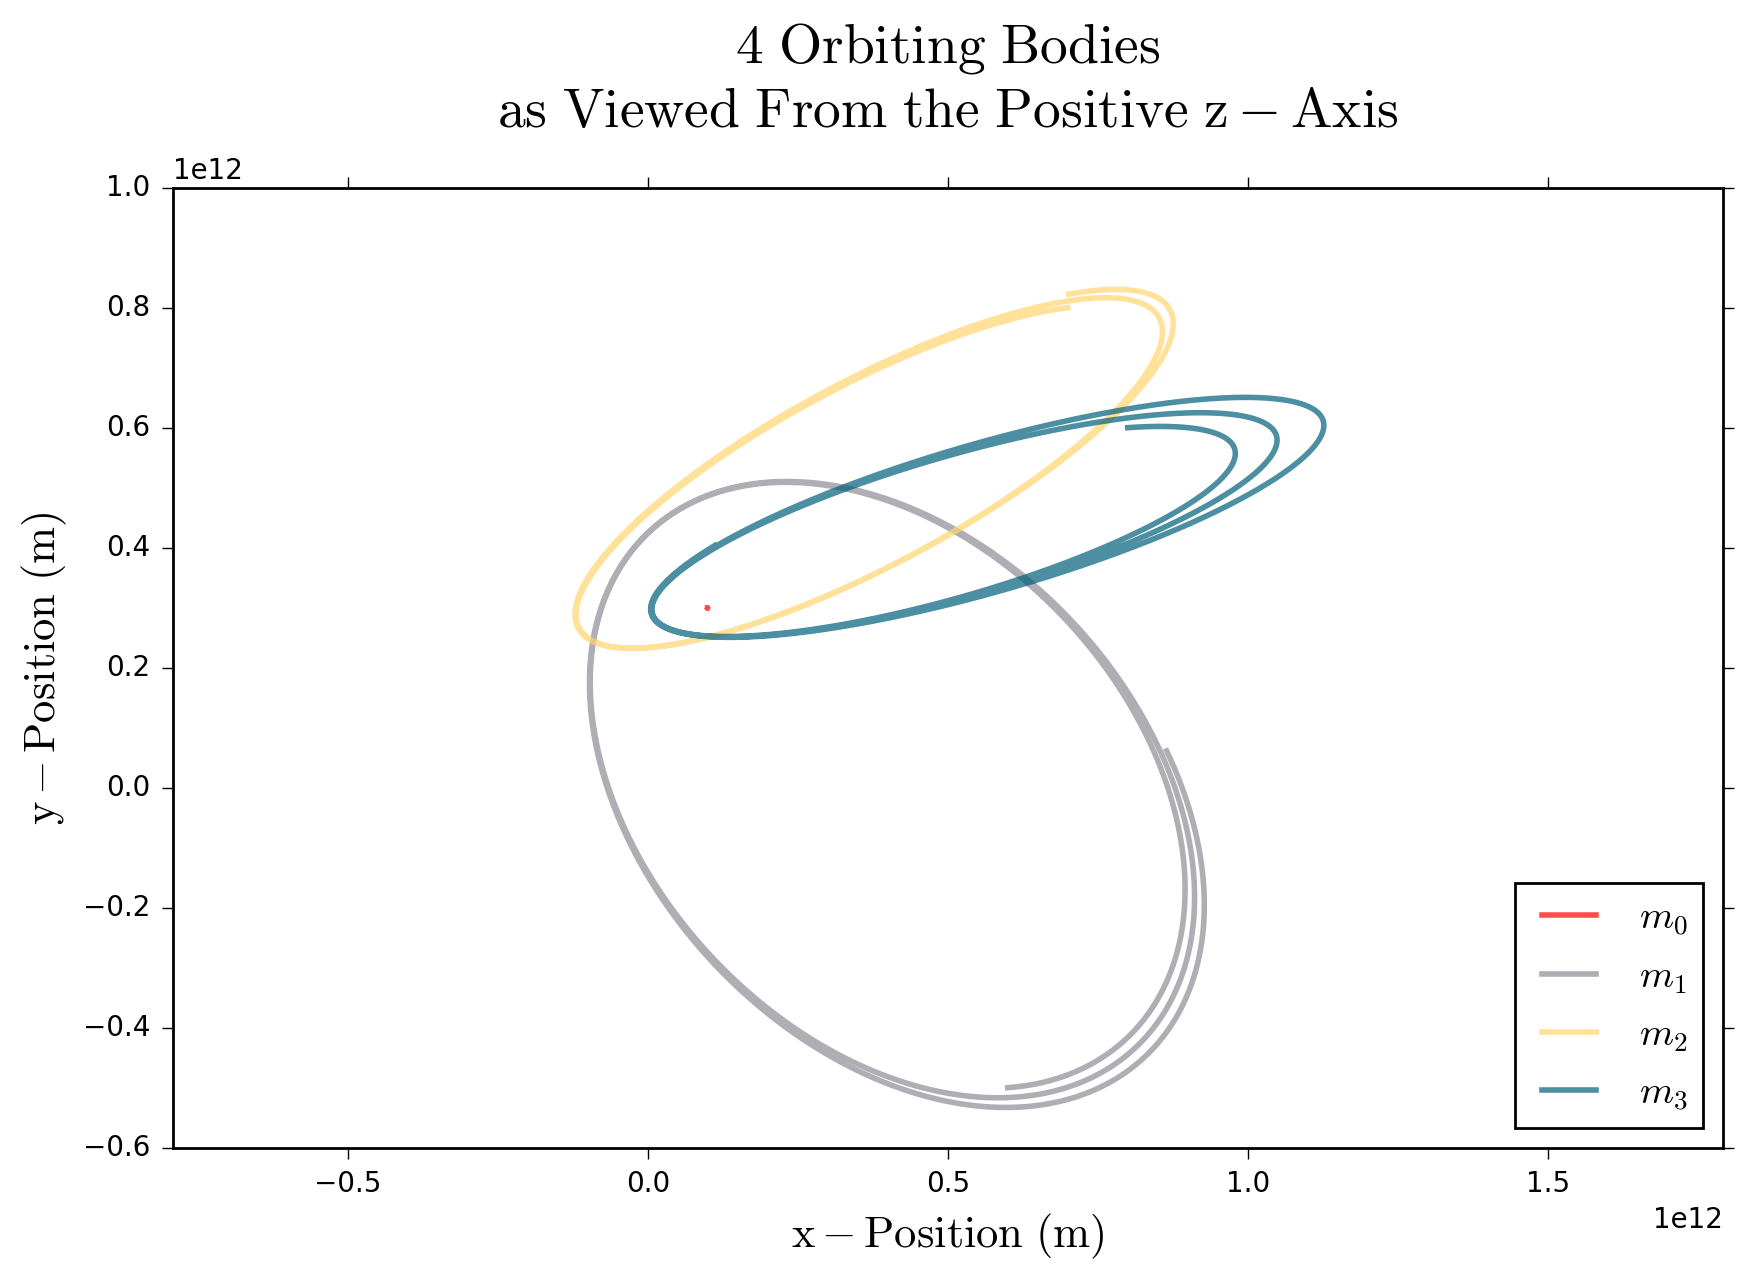 4 Orbiting Bodies
as Viewed From the Positive z − Axis
1e12
1.0
0.8
0.6
0.4
0.2
0.0
−0.2
−0.4
−0.6
y − Position (m)
−0.5 0.0 0.5 1.0 1.5
1e12
x − Position (m)
m₀
m₁
m₂
m₃